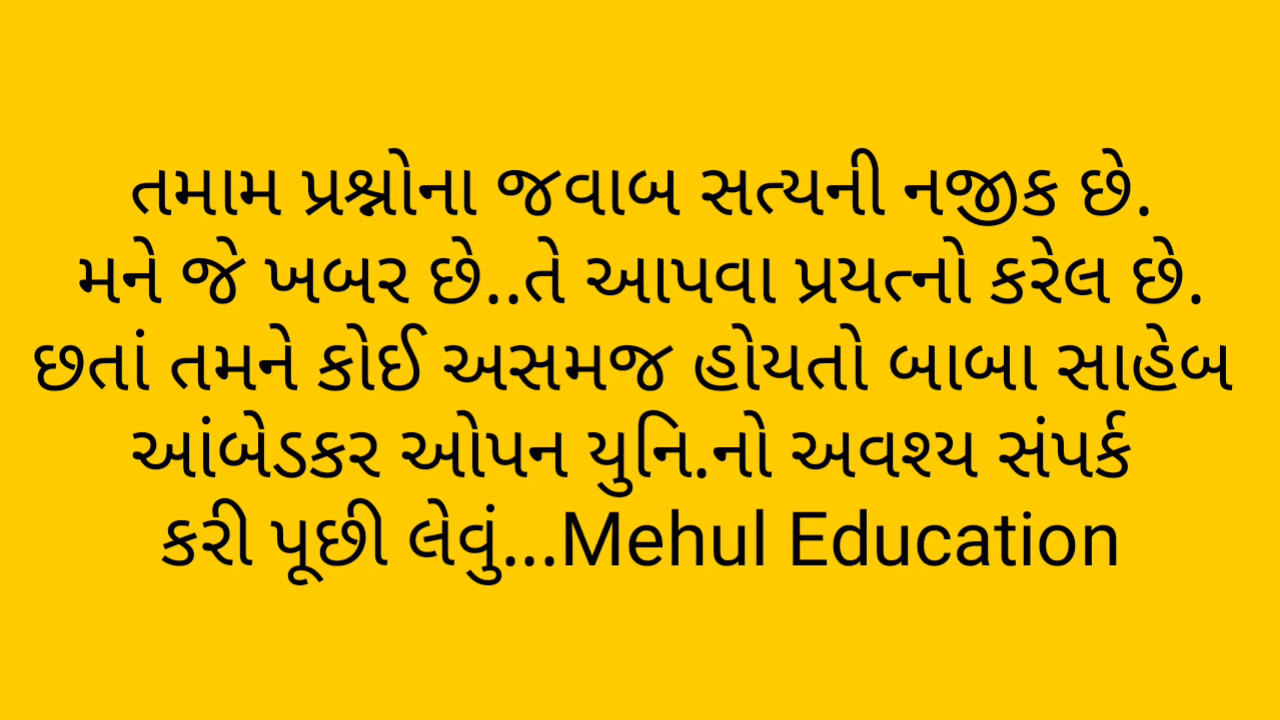 તમામ પ્રશ્નોના જવાબ સત્યની નજીક છે.
મને જે ખબર છે..તે આપવા પ્રયત્નો કરેલ છે.
છતાં તમને કોઈ અસમજ હોયતો બાબા સાહેબ
આંબેડકર ઓપન યુનિ.નો અવશ્ય સંપર્ક
કરી પૂછી લેવું...Mehul Education